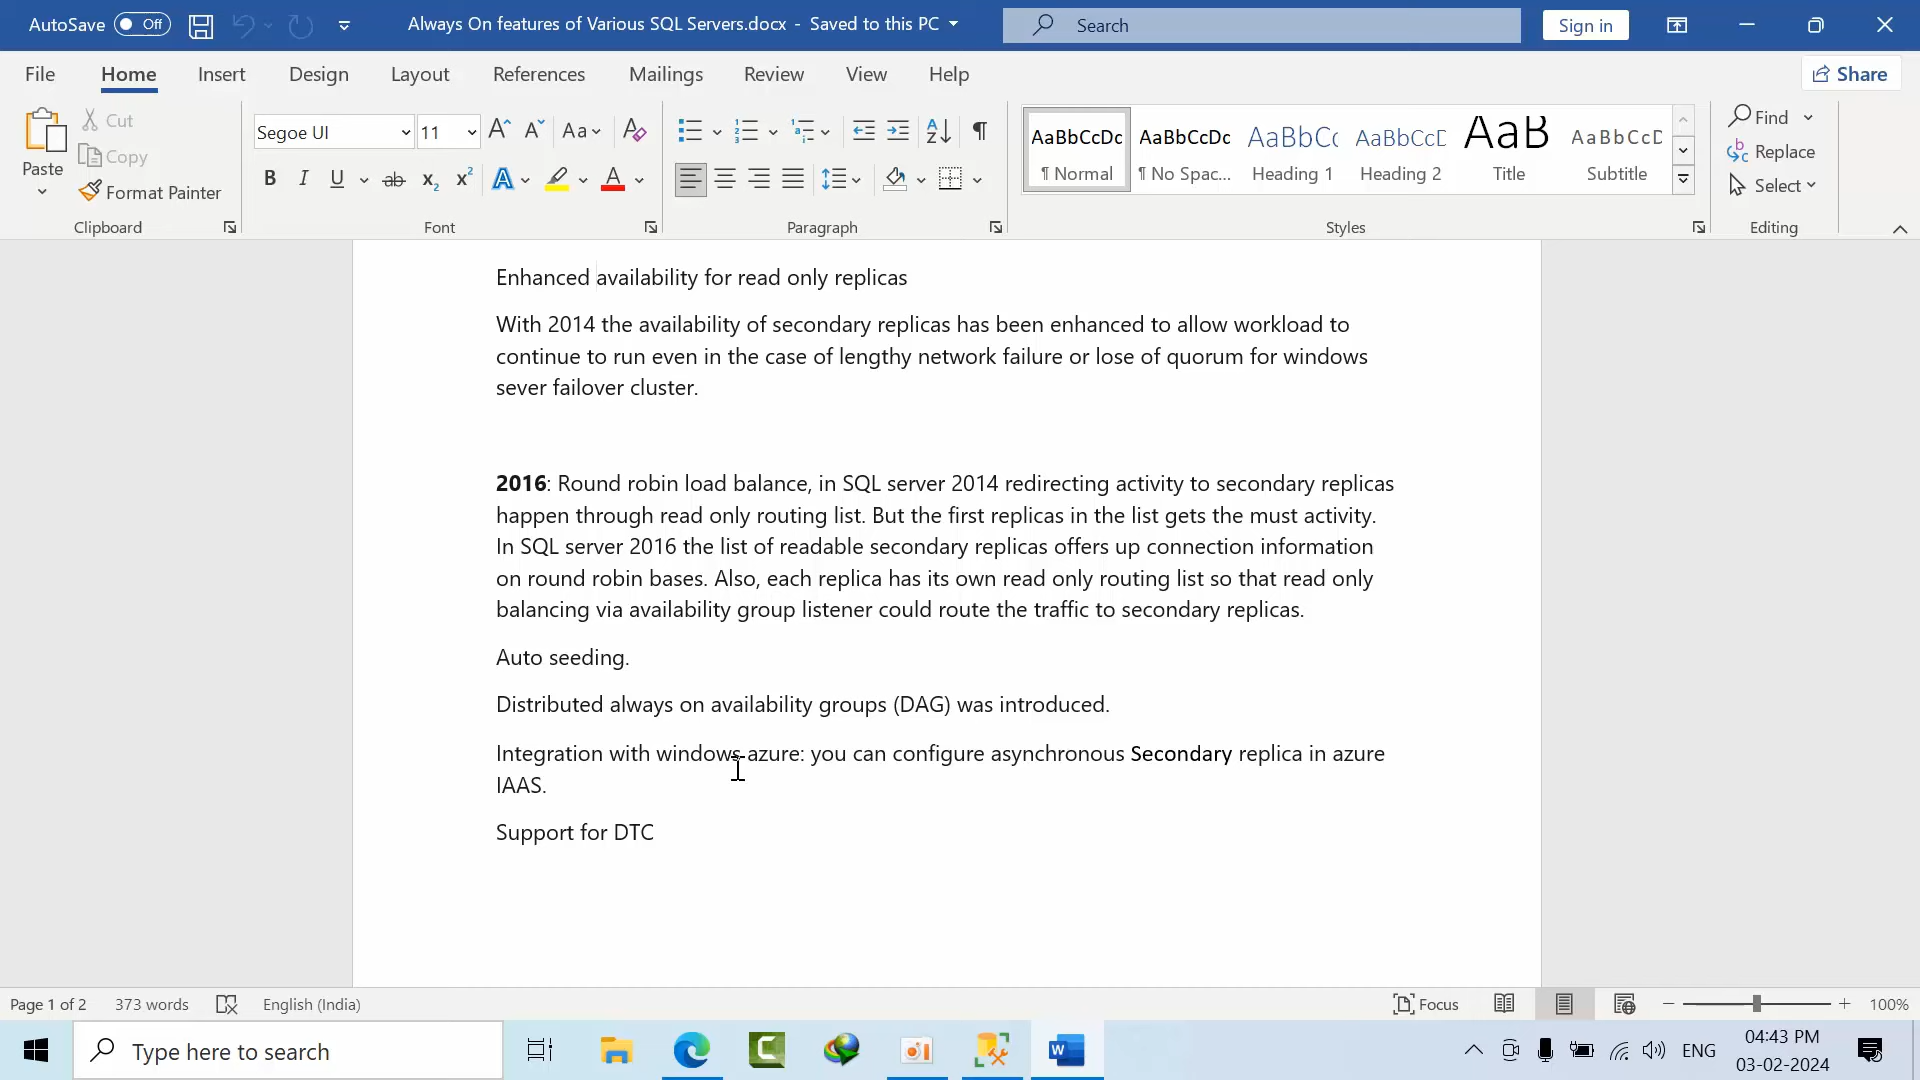 AutoSave Off Always On features of Various SQL Servers.docx - Saved to this PC Search Sign in
File Home Insert Design Layout References Mailings Review View Help Share
Paste Cut Copy Format Painter Clipboard
Segoe UI 11 Aa
B I U ab x₂ x² A A Font
Paragraph
AaBbCcDc ¶ Normal
AaBbCcDc ¶ No Spac...
AaBbCc Heading 1
AaBbCcD Heading 2
AaB Title
AaBbCcD Subtitle
Styles
Find Replace Select Editing
Enhanced availability for read only replicas
With 2014 the availability of secondary replicas has been enhanced to allow workload to
continue to run even in the case of lengthy network failure or lose of quorum for windows
sever failover cluster.
2016: Round robin load balance, in SQL server 2014 redirecting activity to secondary replicas
happen through read only routing list. But the first replicas in the list gets the must activity.
In SQL server 2016 the list of readable secondary replicas offers up connection information
on round robin bases. Also, each replica has its own read only routing list so that read only
balancing via availability group listener could route the traffic to secondary replicas.
Auto seeding.
Distributed always on availability groups (DAG) was introduced.
Integration with windows azure: you can configure asynchronous Secondary replica in azure
IAAS.
Support for DTC
Page 1 of 2 373 words English (India) Focus 100%
Type here to search ENG 04:43 PM
03-02-2024